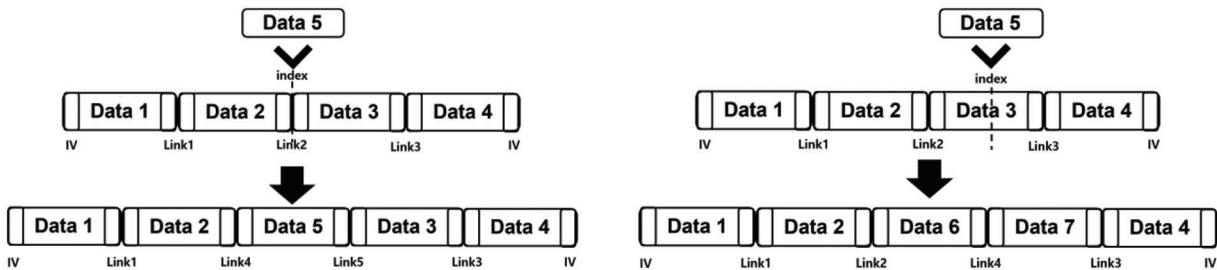 Data 5
index
Data 1 Data 2 Data 3 Data 4
IV Link1 Link2 Link3 IV
Data 1 Data 2 Data 5 Data 3 Data 4
IV Link1 Link4 Link5 Link3 IV
Data 5
index
Data 1 Data 2 Data 3 Data 4
IV Link1 Link2 Link3 IV
Data 1 Data 2 Data 6 Data 7 Data 4
IV Link1 Link2 Link4 Link3 IV